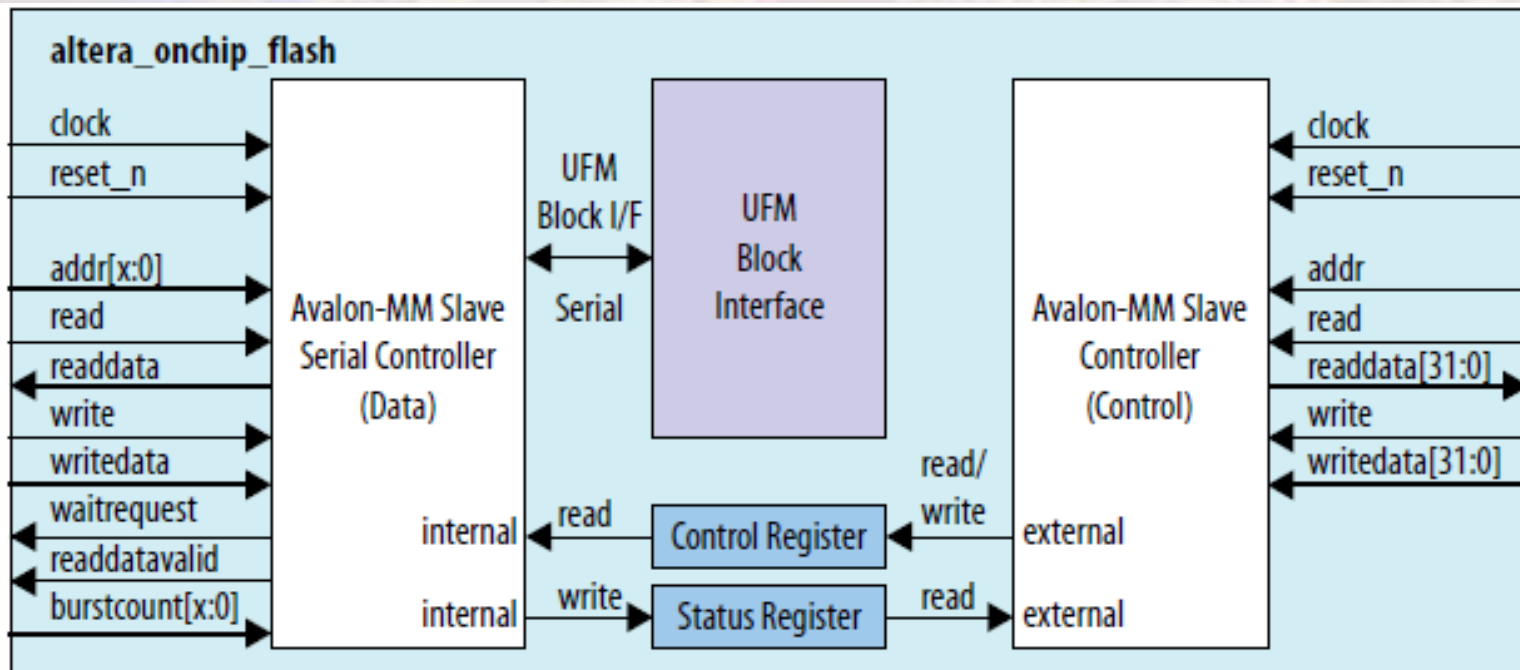 altera_onchip_flash
clock
reset_n
addr[x:0]
read
readdata
write
writedata
waitrequest
readdatavalid
burstcount[x:0]
Avalon-MM Slave
Serial Controller
(Data)
internal
internal
UFM
Block I/F
Serial
UFM
Block
Interface
read
Control Register
read/
write
write
Status Register
read
Avalon-MM Slave
Controller
(Control)
external
external
clock
reset_n
addr
read
readdata[31:0]
write
writedata[31:0]